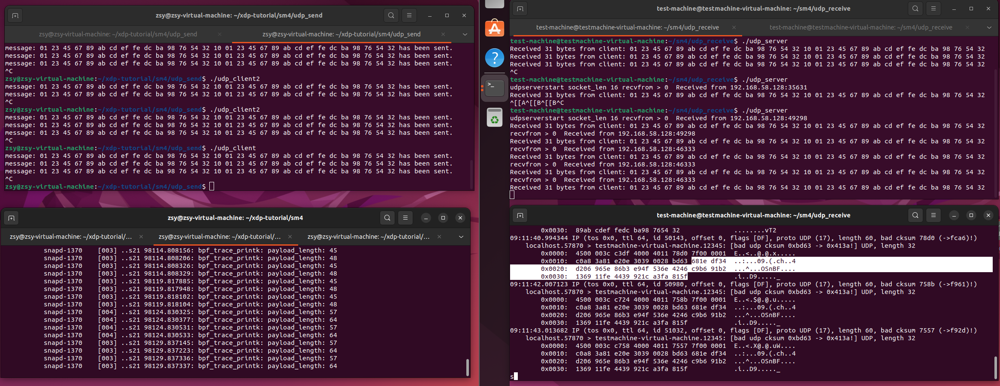 zsy@zsy-virtual-machine: ~/xdp-tutorial/sm4/udp_send
zsy@zsy-virtual-machine: ~/xdp-tutorial/sm4/udp_send
zsy@zsy-virtual-machine: ~/xdp-tutorial/sm4/udp_send
message: 01 23 45 67 89 ab cd ef fe dc ba 98 76 54 32 10 01 23 45 67 89 ab cd ef fe dc ba 98 76 54 32 has been sent.
message: 01 23 45 67 89 ab cd ef fe dc ba 98 76 54 32 10 01 23 45 67 89 ab cd ef fe dc ba 98 76 54 32 has been sent.
message: 01 23 45 67 89 ab cd ef fe dc ba 98 76 54 32 10 01 23 45 67 89 ab cd ef fe dc ba 98 76 54 32 has been sent.
^C
zsy@zsy-virtual-machine:~/xdp-tutorial/sm4/udp_send$ ./udp_client2
message: 01 23 45 67 89 ab cd ef fe dc ba 98 76 54 32 10 01 23 45 67 89 ab cd ef fe dc ba 98 76 54 32 has been sent.
message: 01 23 45 67 89 ab cd ef fe dc ba 98 76 54 32 10 01 23 45 67 89 ab cd ef fe dc ba 98 76 54 32 has been sent.
^C
zsy@zsy-virtual-machine:~/xdp-tutorial/sm4/udp_send$ ./udp_client2
message: 01 23 45 67 89 ab cd ef fe dc ba 98 76 54 32 10 01 23 45 67 89 ab cd ef fe dc ba 98 76 54 32 has been sent.
message: 01 23 45 67 89 ab cd ef fe dc ba 98 76 54 32 10 01 23 45 67 89 ab cd ef fe dc ba 98 76 54 32 has been sent.
message: 01 23 45 67 89 ab cd ef fe dc ba 98 76 54 32 10 01 23 45 67 89 ab cd ef fe dc ba 98 76 54 32 has been sent.
^C
zsy@zsy-virtual-machine:~/xdp-tutorial/sm4/udp_send$ ./udp_client
message: 01 23 45 67 89 ab cd ef fe dc ba 98 76 54 32 10 01 23 45 67 89 ab cd ef fe dc ba 98 76 54 32 has been sent.
message: 01 23 45 67 89 ab cd ef fe dc ba 98 76 54 32 10 01 23 45 67 89 ab cd ef fe dc ba 98 76 54 32 has been sent.
message: 01 23 45 67 89 ab cd ef fe dc ba 98 76 54 32 10 01 23 45 67 89 ab cd ef fe dc ba 98 76 54 32 has been sent.
^C
zsy@zsy-virtual-machine:~/xdp-tutorial/sm4/udp_send$
zsy@zsy-virtual-machine: ~/xdp-tutorial/sm4
zsy@zsy-virtual-machine: ~/xdp-tutorial/...
zsy@zsy-virtual-machine: ~/xdp-tutorial/...
zsy@zsy-virtual-machine: ~/xdp-tutorial/...
snapd-1370 [003] ..s21 98114.808156: bpf_trace_printk: payload_length: 45
snapd-1370 [003] ..s21 98114.808206: bpf_trace_printk: payload_length: 48
snapd-1370 [003] ..s21 98114.808326: bpf_trace_printk: payload_length: 45
snapd-1370 [003] ..s21 98114.808329: bpf_trace_printk: payload_length: 48
snapd-1370 [003] ..s21 98119.817885: bpf_trace_printk: payload_length: 45
snapd-1370 [003] ..s21 98119.817948: bpf_trace_printk: payload_length: 48
snapd-1370 [003] ..s21 98119.818102: bpf_trace_printk: payload_length: 45
snapd-1370 [003] ..s21 98119.818104: bpf_trace_printk: payload_length: 48
snapd-1370 [004] ..s21 98124.830325: bpf_trace_printk: payload_length: 57
snapd-1370 [004] ..s21 98124.830377: bpf_trace_printk: payload_length: 64
snapd-1370 [004] ..s21 98124.830531: bpf_trace_printk: payload_length: 57
snapd-1370 [004] ..s21 98124.830533: bpf_trace_printk: payload_length: 64
snapd-1370 [003] ..s21 98129.837145: bpf_trace_printk: payload_length: 57
snapd-1370 [003] ..s21 98129.837223: bpf_trace_printk: payload_length: 64
snapd-1370 [003] ..s21 98129.837336: bpf_trace_printk: payload_length: 57
snapd-1370 [003] ..s21 98129.837337: bpf_trace_printk: payload_length: 64
test-machine@testmachine-virtual-machine: ~/sm4/udp_receive
test-machine@testmachine-virtual-machine: ~/sm4/udp_receive
test-machine@testmachine-virtual-machine: ~/sm4/udp_receive
test-machine@testmachine-virtual-machine:~/sm4/udp_receive$ ./udp_server
Received 31 bytes from client: 01 23 45 67 89 ab cd ef fe dc ba 98 76 54 32 10 01 23 45 67 89 ab cd ef fe dc ba 98 76 54 32
Received 31 bytes from client: 01 23 45 67 89 ab cd ef fe dc ba 98 76 54 32 10 01 23 45 67 89 ab cd ef fe dc ba 98 76 54 32
Received 31 bytes from client: 01 23 45 67 89 ab cd ef fe dc ba 98 76 54 32 10 01 23 45 67 89 ab cd ef fe dc ba 98 76 54 32
^C
test-machine@testmachine-virtual-machine:~/sm4/udp_receive$ ./udp_server
udpserverstart socket_len 16 recvfrom > 0  Received from 192.168.58.128:35631
Received 31 bytes from client: 01 23 45 67 89 ab cd ef fe dc ba 98 76 54 32 10 01 23 45 67 89 ab cd ef fe dc ba 98 76 54 32
^[[A^[[B^[[B^C
test-machine@testmachine-virtual-machine:~/sm4/udp_receive$ ./udp_server
udpserverstart socket_len 16 recvfrom > 0  Received from 192.168.58.128:49298
Received 31 bytes from client: 01 23 45 67 89 ab cd ef fe dc ba 98 76 54 32 10 01 23 45 67 89 ab cd ef fe dc ba 98 76 54 32
recvfrom > 0  Received from 192.168.58.128:49298
Received 31 bytes from client: 01 23 45 67 89 ab cd ef fe dc ba 98 76 54 32 10 01 23 45 67 89 ab cd ef fe dc ba 98 76 54 32
recvfrom > 0  Received from 192.168.58.128:46333
Received 31 bytes from client: 01 23 45 67 89 ab cd ef fe dc ba 98 76 54 32 10 01 23 45 67 89 ab cd ef fe dc ba 98 76 54 32
recvfrom > 0  Received from 192.168.58.128:46333
Received 31 bytes from client: 01 23 45 67 89 ab cd ef fe dc ba 98 76 54 32 10 01 23 45 67 89 ab cd ef fe dc ba 98 76 54 32
recvfrom > 0  Received from 192.168.58.128:46333
Received 31 bytes from client: 01 23 45 67 89 ab cd ef fe dc ba 98 76 54 32 10 01 23 45 67 89 ab cd ef fe dc ba 98 76 54 32
test-machine@testmachine-virtual-machine: ~/sm4/udp_receive
0x0030:  89ab cdef fedc ba98 7654 32  ........vT2
09:11:40.994344 IP (tos 0x0, ttl 64, id 50143, offset 0, flags [DF], proto UDP (17), length 60, bad cksum 78d0 (->fca6)!)
localhost.57870 > testmachine-virtual-machine.12345: [bad udp cksum 0xbd63 -> 0x413a!] UDP, length 32
0x0000:  4500 003c c3df 4000 4011 78d0 7f00 0001  E..<..@.@.x.....
0x0010:  c0a8 3a81 e20e 3039 0028 bd63 681e df34  ..:...09.(.ch..4
0x0020:  d206 965e 86b3 e94f 536e 4246 c9b6 91b2  ...^...OSnBF....
0x0030:  1369 11fe 4439 921c a3fa 815f  .i..D9....._
09:11:42.007123 IP (tos 0x0, ttl 64, id 50980, offset 0, flags [DF], proto UDP (17), length 60, bad cksum 758b (->f961)!)
localhost.57870 > testmachine-virtual-machine.12345: [bad udp cksum 0xbd63 -> 0x413a!] UDP, length 32
0x0000:  4500 003c c724 4000 4011 758b 7f00 0001  E..<.$@.@.u.....
0x0010:  c0a8 3a81 e20e 3039 0028 bd63 681e df34  ..:...09.(.ch..4
0x0020:  d206 965e 86b3 e94f 536e 4246 c9b6 91b2  ...^...OSnBF....
0x0030:  1369 11fe 4439 921c a3fa 815f  .i..D9....._
09:11:43.013682 IP (tos 0x0, ttl 64, id 51032, offset 0, flags [DF], proto UDP (17), length 60, bad cksum 7557 (->f92d)!)
localhost.57870 > testmachine-virtual-machine.12345: [bad udp cksum 0xbd63 -> 0x413a!] UDP, length 32
0x0000:  4500 003c c758 4000 4011 7557 7f00 0001  E..<.X@.@.uW....
0x0010:  c0a8 3a81 e20e 3039 0028 bd63 681e df34  ..:...09.(.ch..4
0x0020:  d206 965e 86b3 e94f 536e 4246 c9b6 91b2  ...^...OSnBF....
0x0030:  1369 11fe 4439 921c a3fa 815f  .i..D9....._
s